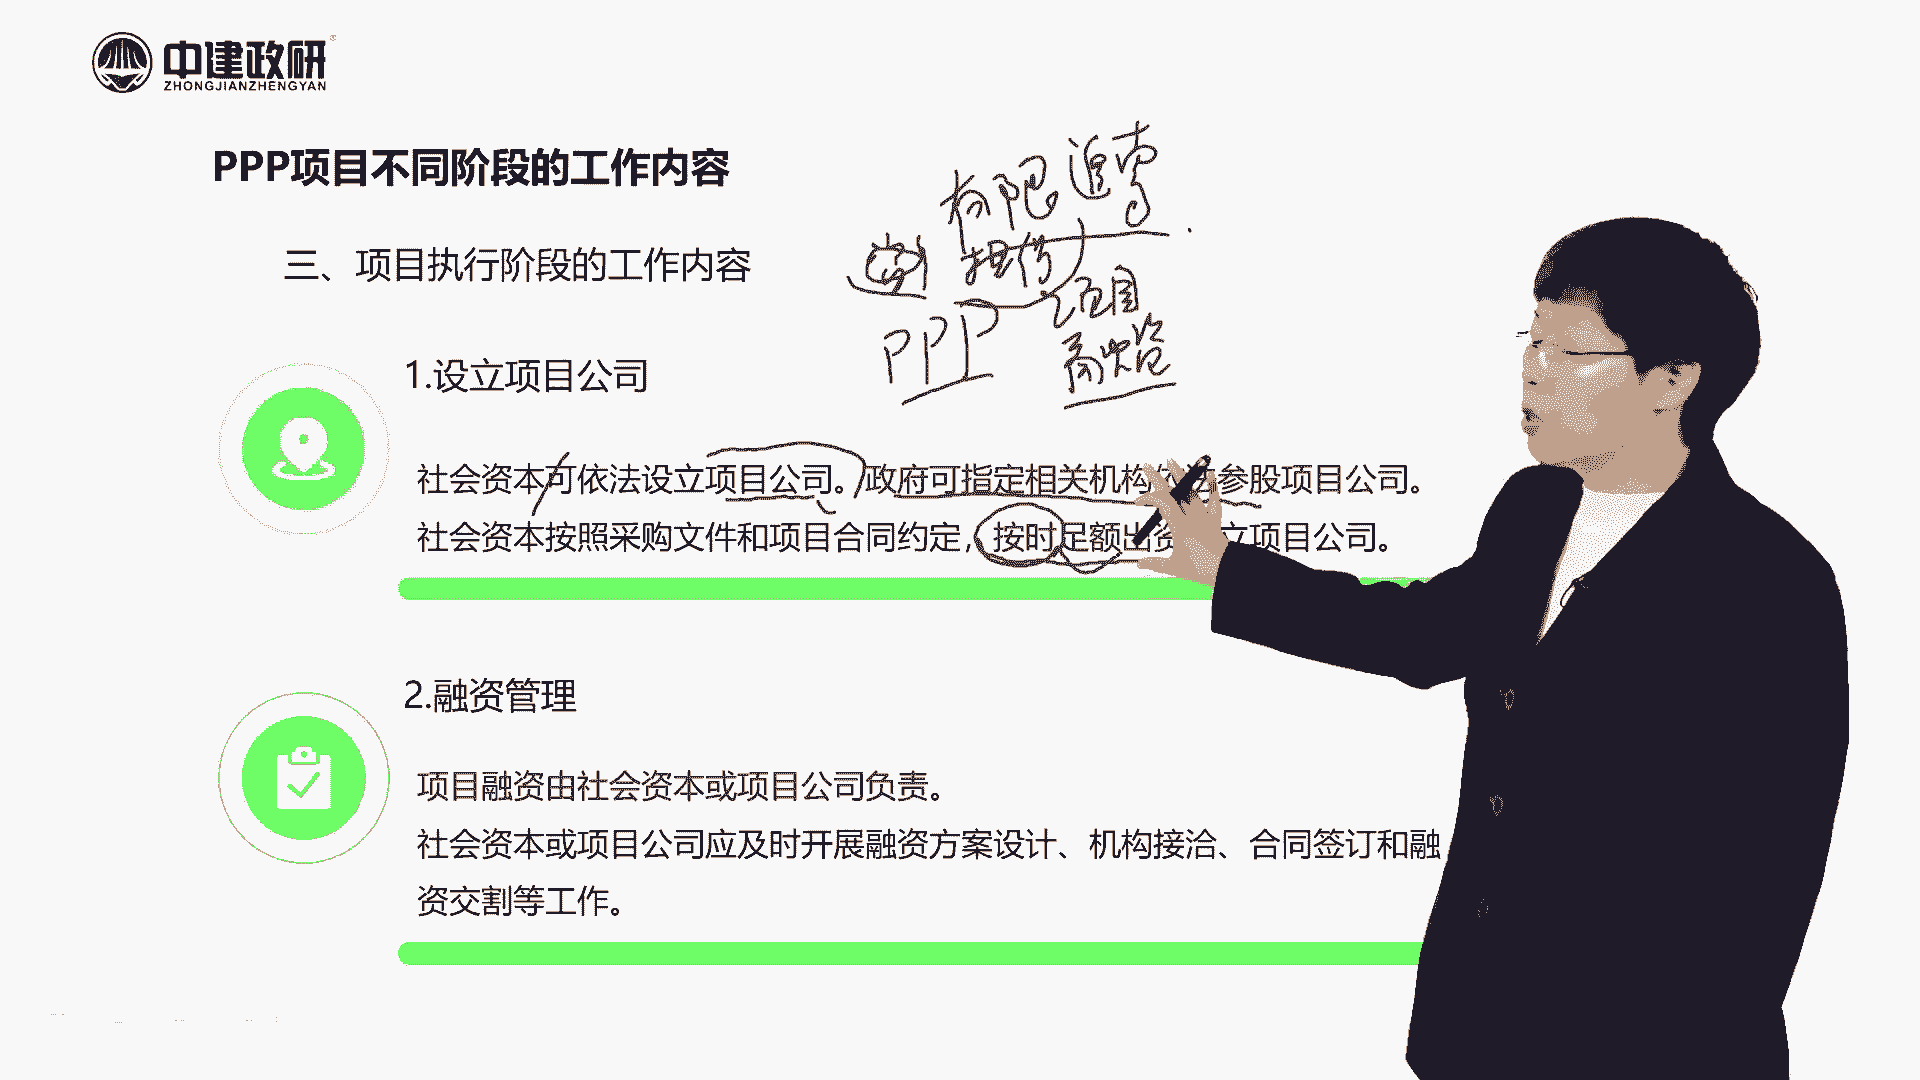 中建政研
ZHONGJIANZHENGYAN
PPP项目不同阶段的工作内容
有限追索
三、项目执行阶段的工作内容
担保
项目
PPP
融资
1.设立项目公司
社会资本可依法设立项目公司。政府可指定相关机构依法参股项目公司。
社会资本按照采购文件和项目合同约定，按时足额出资 立项目公司。
2.融资管理
项目融资由社会资本或项目公司负责。
社会资本或项目公司应及时开展融资方案设计、机构接洽、合同签订和融
资交割等工作。